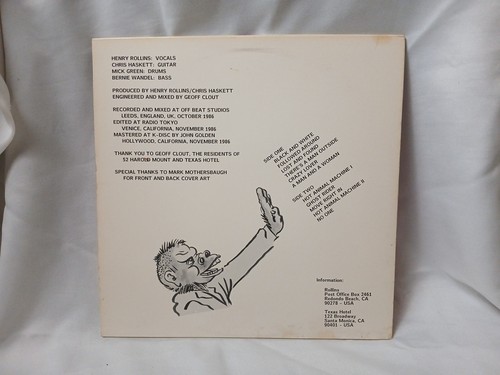 HENRY ROLLINS: VOCALS
CHRIS HASKETT: GUITAR
MICK GREEN: DRUMS
BERNIE WANDEL: BASS
PRODUCED BY HENRY ROLLINS/CHRIS HASKETT
ENGINEERED AND MIXED BY GEOFF CLOUT
RECORDED AND MIXED AT OFF BEAT STUDIOS
LEEDS, ENGLAND, UK, OCTOBER 1986
EDITED AT RADIO TOKYO
VENICE, CALIFORNIA, NOVEMBER 1986
MASTERED AT K-DISC BY JOHN GOLDEN
HOLLYWOOD, CALIFORNIA, NOVEMBER 1986
THANK YOU TO GEOFF CLOUT, THE RESIDENTS OF
52 HAROLD MOUNT AND TEXAS HOTEL
SPECIAL THANKS TO MARK MOTHERSBAUGH
FOR FRONT AND BACK COVER ART
SIDE ONE
BLACK AND WHITE
FOLLOWED AROUND
LOST AND FOUND
THERE'S A MAN OUTSIDE
CRAZY LOVER
A MAN AND A WOMAN
SIDE TWO
HOT ANIMAL MACHINE I
GHOST RIDER
MOVE RIGHT IN
HOT ANIMAL MACHINE II
NO ONE
Information:
Rollins
Post Office Box 2461
Redondo Beach, CA
90278 - USA
Texas Hotel
122 Broadway
Santa Monica, CA
90401 - USA